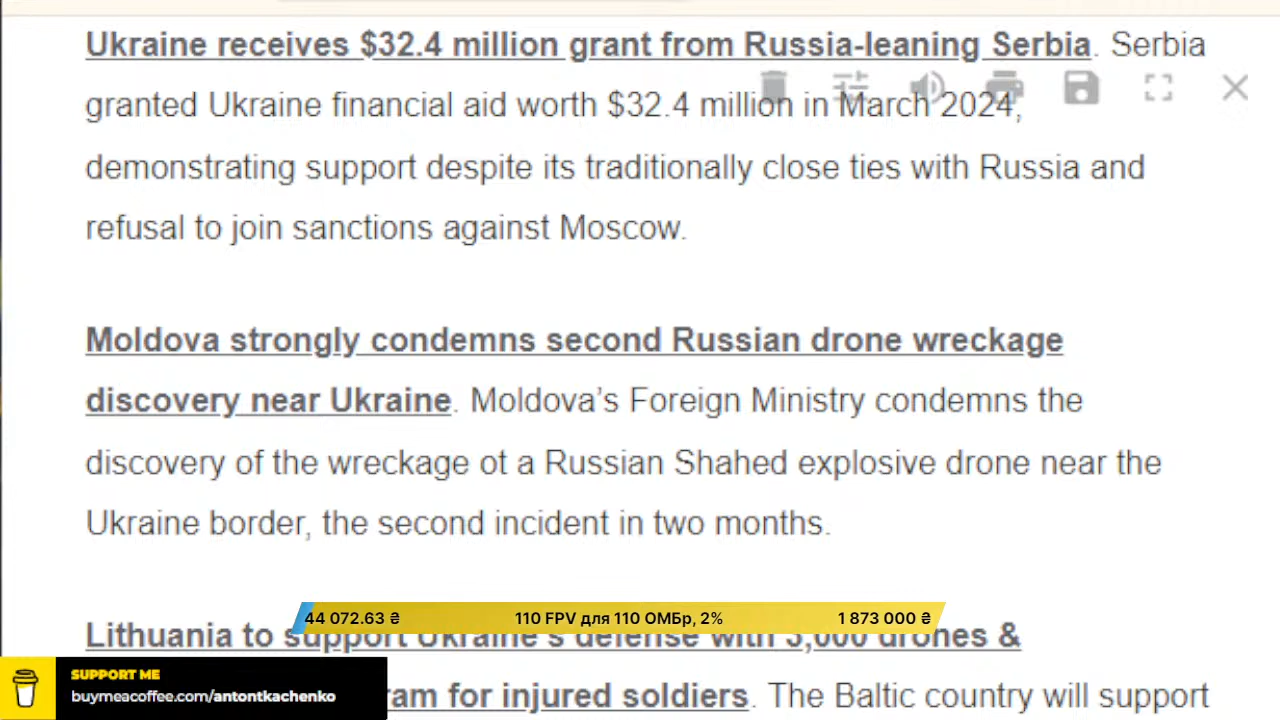 Ukraine receives $32.4 million grant from Russia-leaning Serbia. Serbia
granted Ukraine financial aid worth $32.4 million in March 2024,
demonstrating support despite its traditionally close ties with Russia and
refusal to join sanctions against Moscow.
Moldova strongly condemns second Russian drone wreckage
discovery near Ukraine. Moldova’s Foreign Ministry condemns the
discovery of the wreckage ot a Russian Shahed explosive drone near the
Ukraine border, the second incident in two months.
44 072.63 ₴ 110 FPV для 110 ОМБр, 2% 1 873 000 ₴
Lithuania to support Ukraine's defense with 3,000 drones &
SUPPORT ME
buymeacoffee.com/antontkachenko
ram for injured soldiers. The Baltic country will support